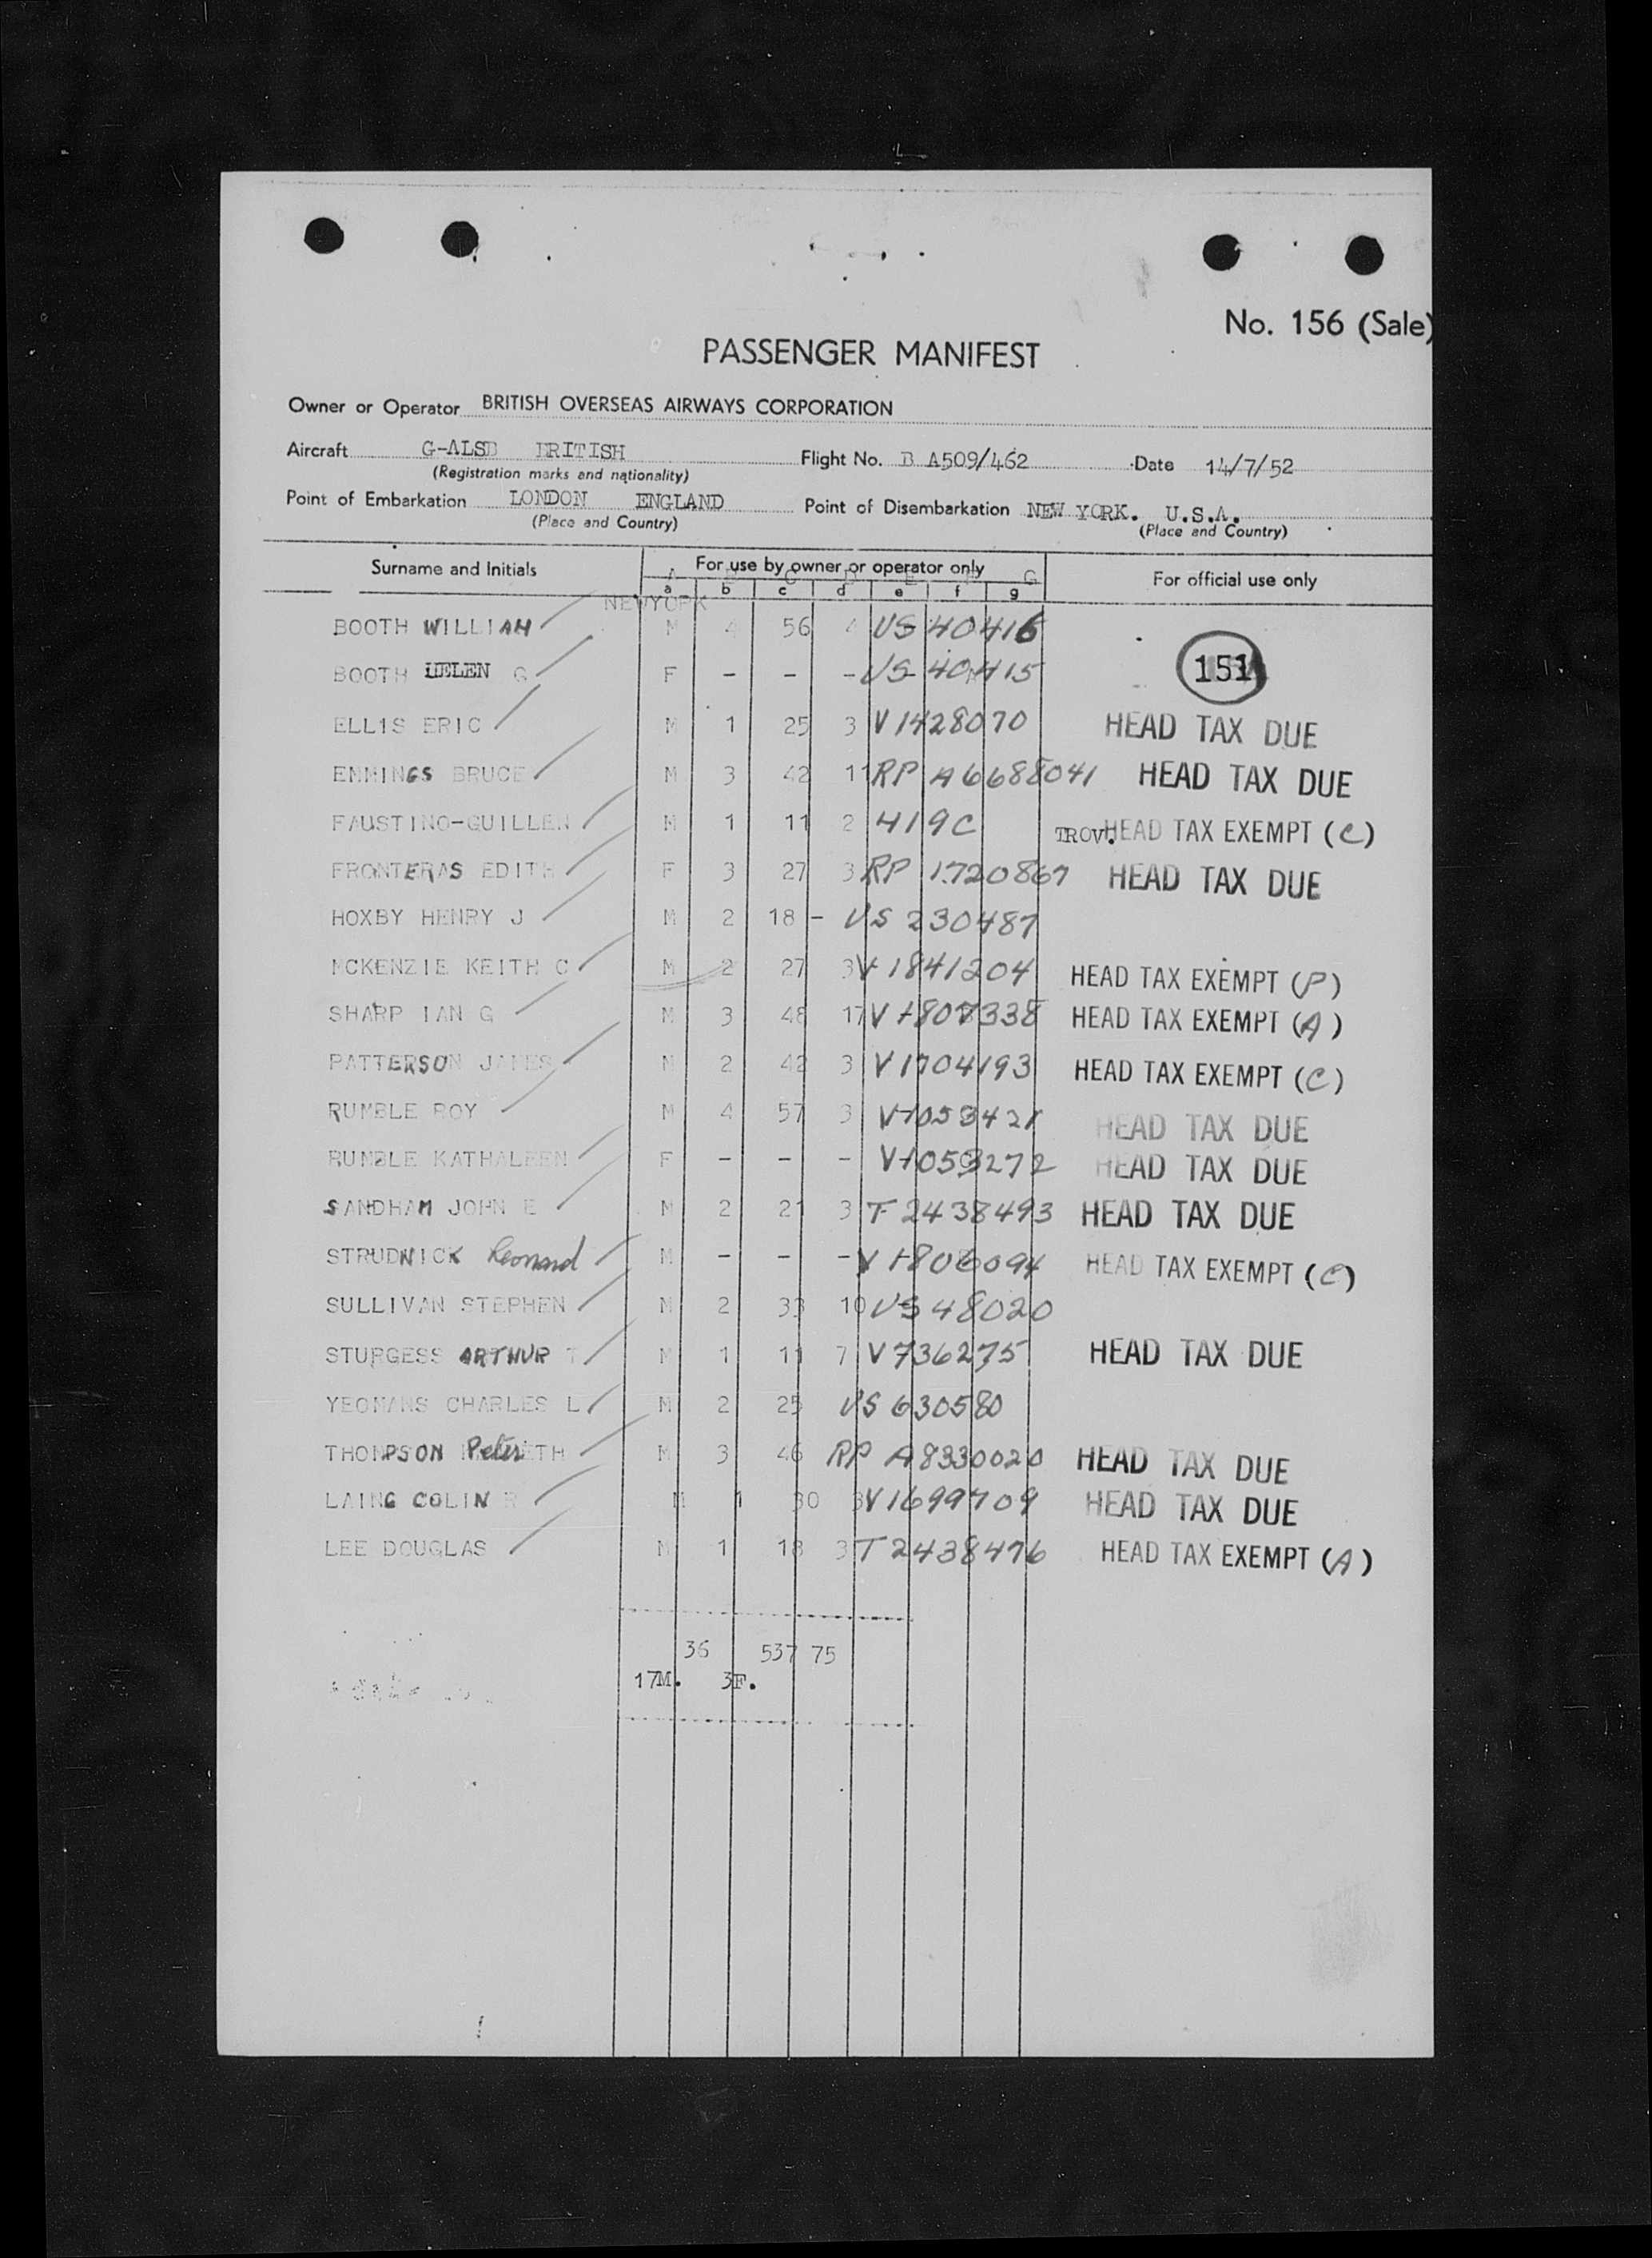 No. 156 (Sale)
PASSENGER MANIFEST
Owner or Operator BRITISH OVERSEAS AIRWAYS CORPORATION
Aircraft G-ALSB BRITISH Flight No. B A509/462 Date 14/7/52
(Registration marks and nationality)
Point of Embarkation LONDON ENGLAND Point of Disembarkation NEW YORK. U.S.A.
(Place and Country) (Place and Country)
Surname and Initials For use by owner or operator only For official use only
a b c d e f g
NEWYORK
BOOTH WILLIAM M 4 56 4 US 40416
BOOTH HELEN G F - - - US 40415 151
ELLIS ERIC M 1 25 3 V 1428070 HEAD TAX DUE
EMMINGS BRUCE M 3 42 11 RP A6688041 HEAD TAX DUE
FAUSTINO-GUILLEN M 1 11 2 419C TROV. HEAD TAX EXEMPT (C)
FRONTERAS EDITH F 3 27 3 RP 1720867 HEAD TAX DUE
HOXBY HENRY J M 2 18 - US 230487
MCKENZIE KEITH C M 2 27 3 V 1841204 HEAD TAX EXEMPT (P)
SHARP IAN G M 3 48 17 V 1807338 HEAD TAX EXEMPT (A)
PATTERSON JAMES M 2 42 3 V 1704193 HEAD TAX EXEMPT (C)
RUMBLE ROY M 4 57 3 V 1053421 HEAD TAX DUE
RUMBLE KATHALEEN F - - - V 1053272 HEAD TAX DUE
SANDHAM JOHN E M 2 21 3 T 2438493 HEAD TAX DUE
STRUDNICK Leonard M - - - V 1806094 HEAD TAX EXEMPT (C)
SULLIVAN STEPHEN M 2 33 10 US 48020
STURGESS ARTHUR T M 1 11 7 V 736275 HEAD TAX DUE
YEOMANS CHARLES L M 2 25 US 630580
THOMPSON Peter M 3 46 RP A8330020 HEAD TAX DUE
LAING COLIN R M 1 30 3 V 1699709 HEAD TAX DUE
LEE DOUGLAS M 1 18 3 T 2438476 HEAD TAX EXEMPT (A)
36 537 75
17M. 3F.